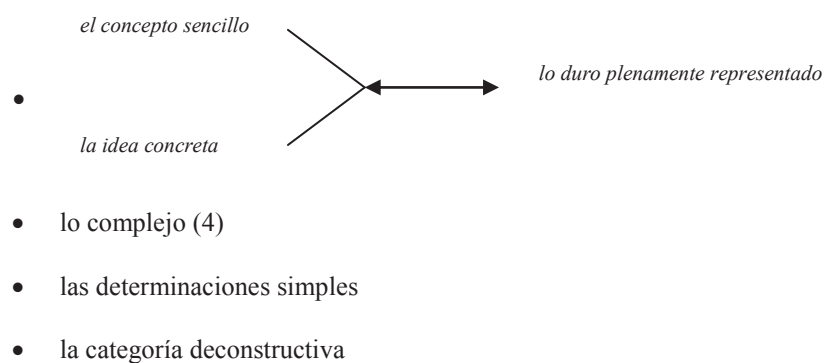 el concepto sencillo
lo duro plenamente representado
•
la idea concreta
• lo complejo (4)
• las determinaciones simples
• la categoría deconstructiva